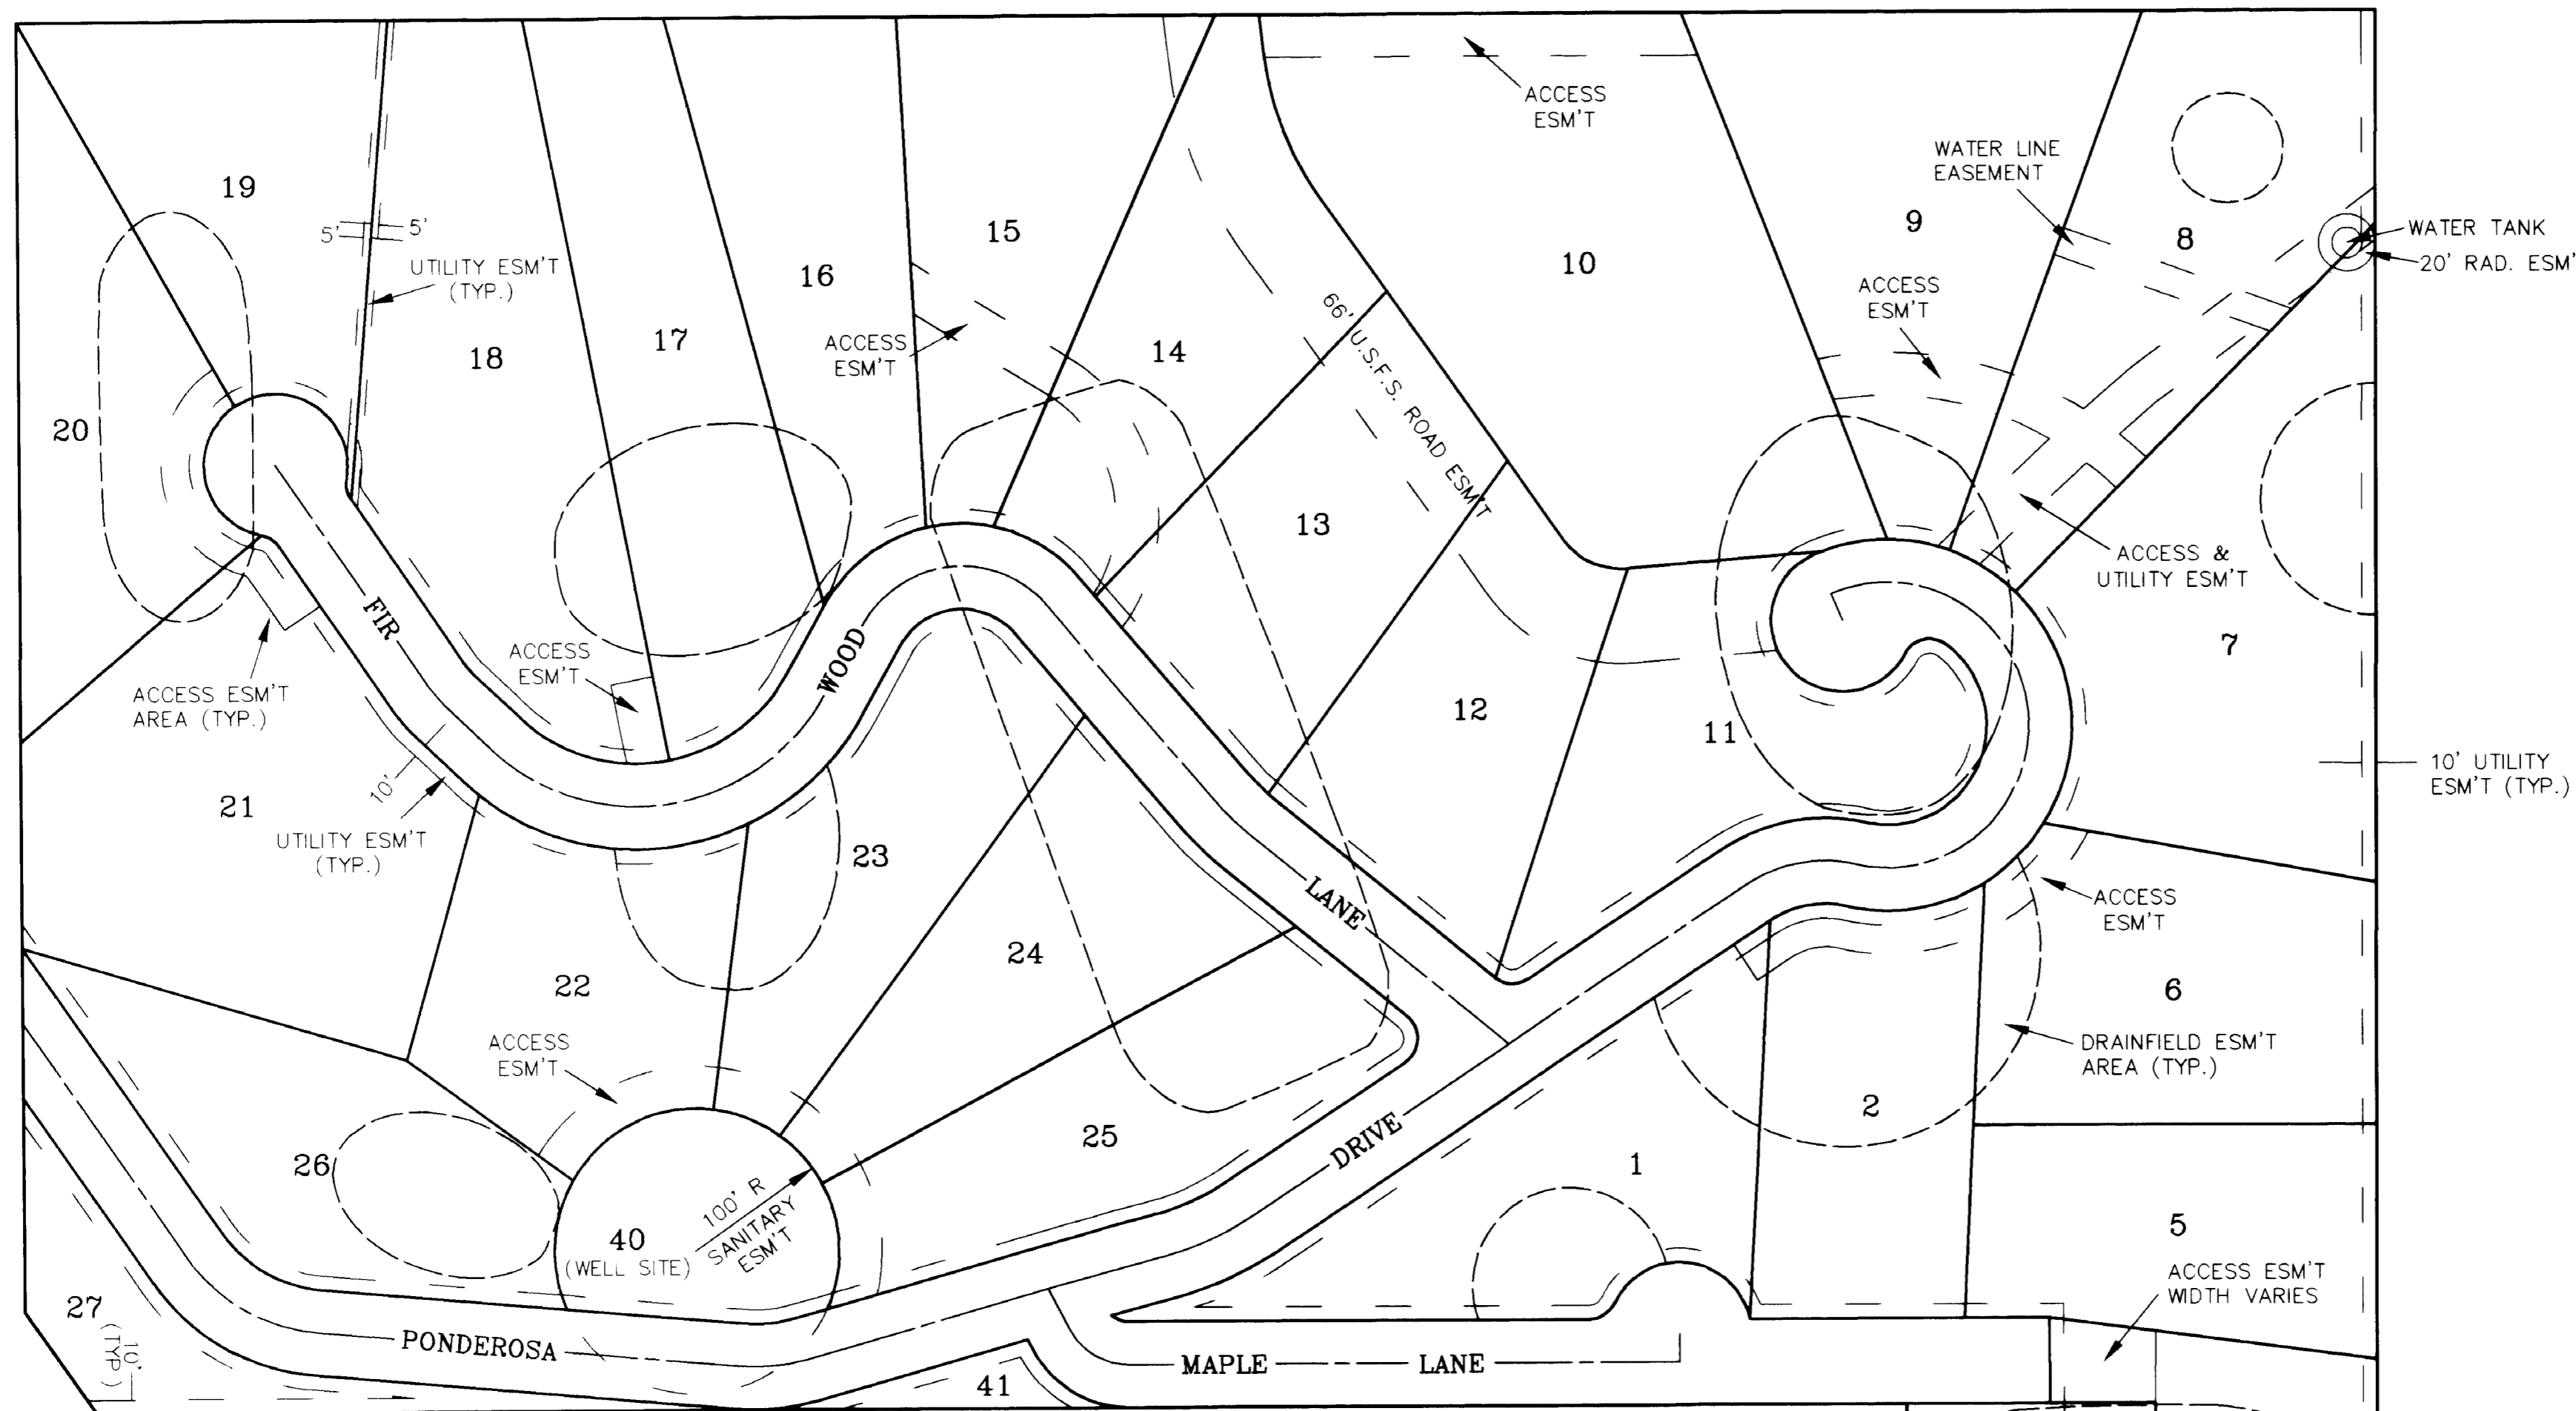 ACCESS
ESM'T
WATER LINE
EASEMENT
19
5'
5'
UTILITY ESM'T
(TYP.)
15
16
10
9
8
WATER TANK
20' RAD. ESM'
ACCESS
ESM'T
17
18
ACCESS
ESM'T
14
66' U.S.F.S. ROAD ESM'T
20
13
ACCESS &
UTILITY ESM'T
FIR
WOOD
LANE
ACCESS
ESM'T
7
ACCESS ESM'T
AREA (TYP.)
12
11
10' UTILITY
ESM'T (TYP.)
10'
21
UTILITY ESM'T
(TYP.)
23
ACCESS
ESM'T
24
22
6
ACCESS
ESM'T
DRAINFIELD ESM'T
AREA (TYP.)
2
25
26
1
DRIVE
100' R
SANITARY
ESM'T
40
(WELL SITE)
5
ACCESS ESM'T
WIDTH VARIES
27
10'
(TYP)
PONDEROSA
MAPLE LANE
41